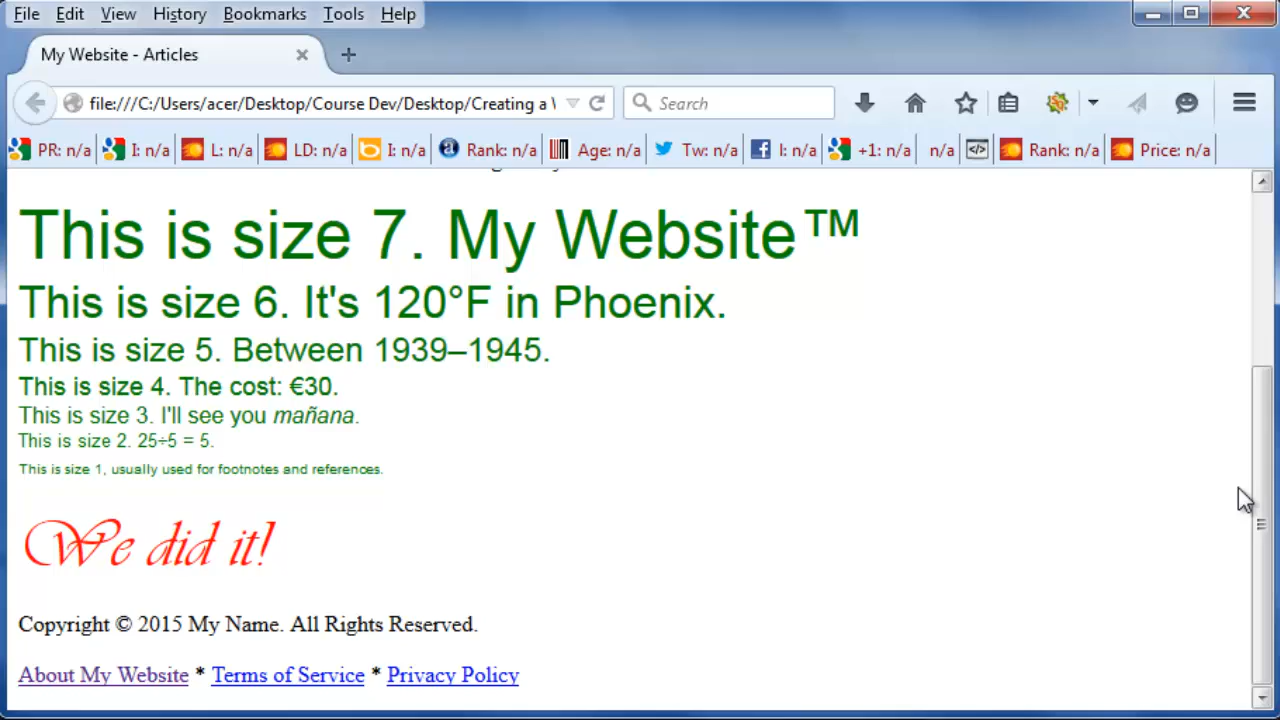 File Edit View History Bookmarks Tools Help
My Website - Articles
file:///C:/Users/acer/Desktop/Course Dev/Desktop/Creating a Search
PR: n/a I: n/a L: n/a LD: n/a I: n/a Rank: n/a Age: n/a Tw: n/a I: n/a +1: n/a n/a Rank: n/a Price: n/a
This is size 7. My Website™
This is size 6. It's 120°F in Phoenix.
This is size 5. Between 1939–1945.
This is size 4. The cost: €30.
This is size 3. I'll see you mañana.
This is size 2. 25÷5 = 5.
This is size 1, usually used for footnotes and references.
We did it!
Copyright © 2015 My Name. All Rights Reserved.
About My Website * Terms of Service * Privacy Policy